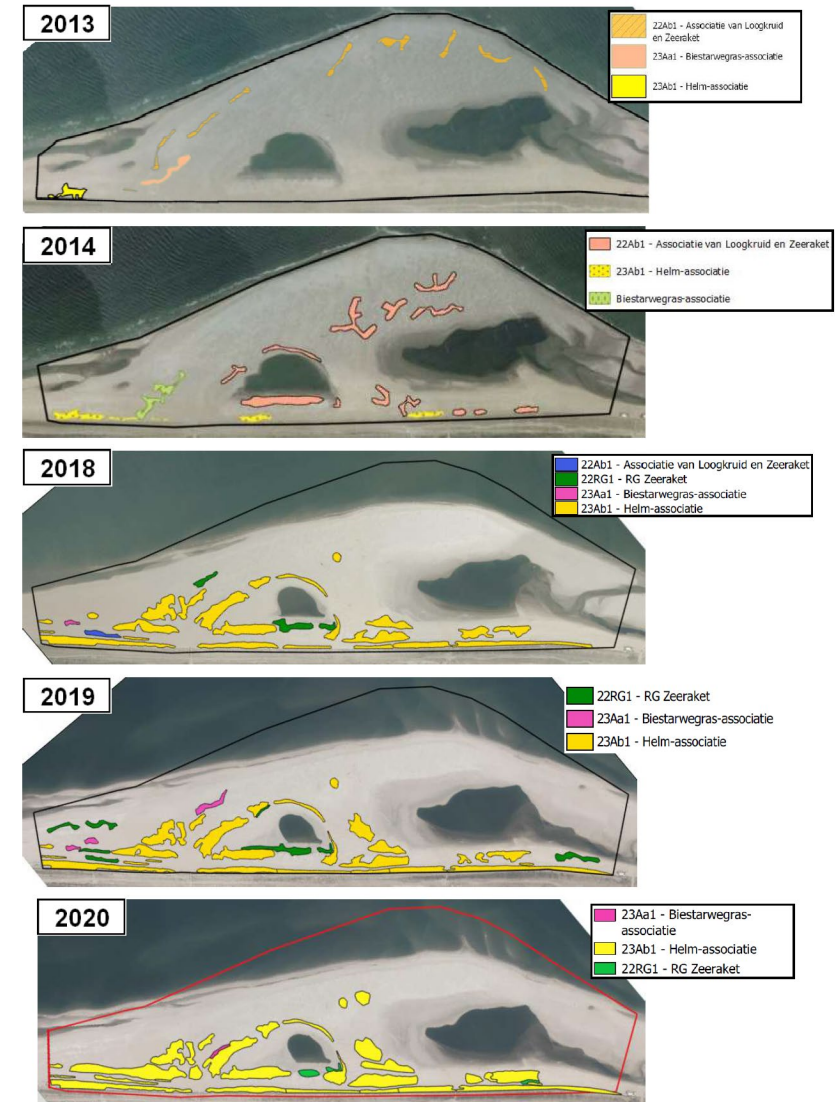 2013
22Ab1 - Associatie van Loogkruid
en Zeeraket
23Aa1 - Biestarwegras-associatie
23Ab1 - Helm-associatie
2014
22Ab1 - Associatie van Loogkruid en Zeeraket
23Ab1 - Helm-associatie
Biestarwegras-associatie
2018
22Ab1 - Associatie van Loogkruid en Zeeraket
22RG1 - RG Zeeraket
23Aa1 - Biestarwegras-associatie
23Ab1 - Helm-associatie
2019
22RG1 - RG Zeeraket
23Aa1 - Biestarwegras-associatie
23Ab1 - Helm-associatie
2020
23Aa1 - Biestarwegras-
associatie
23Ab1 - Helm-associatie
22RG1 - RG Zeeraket